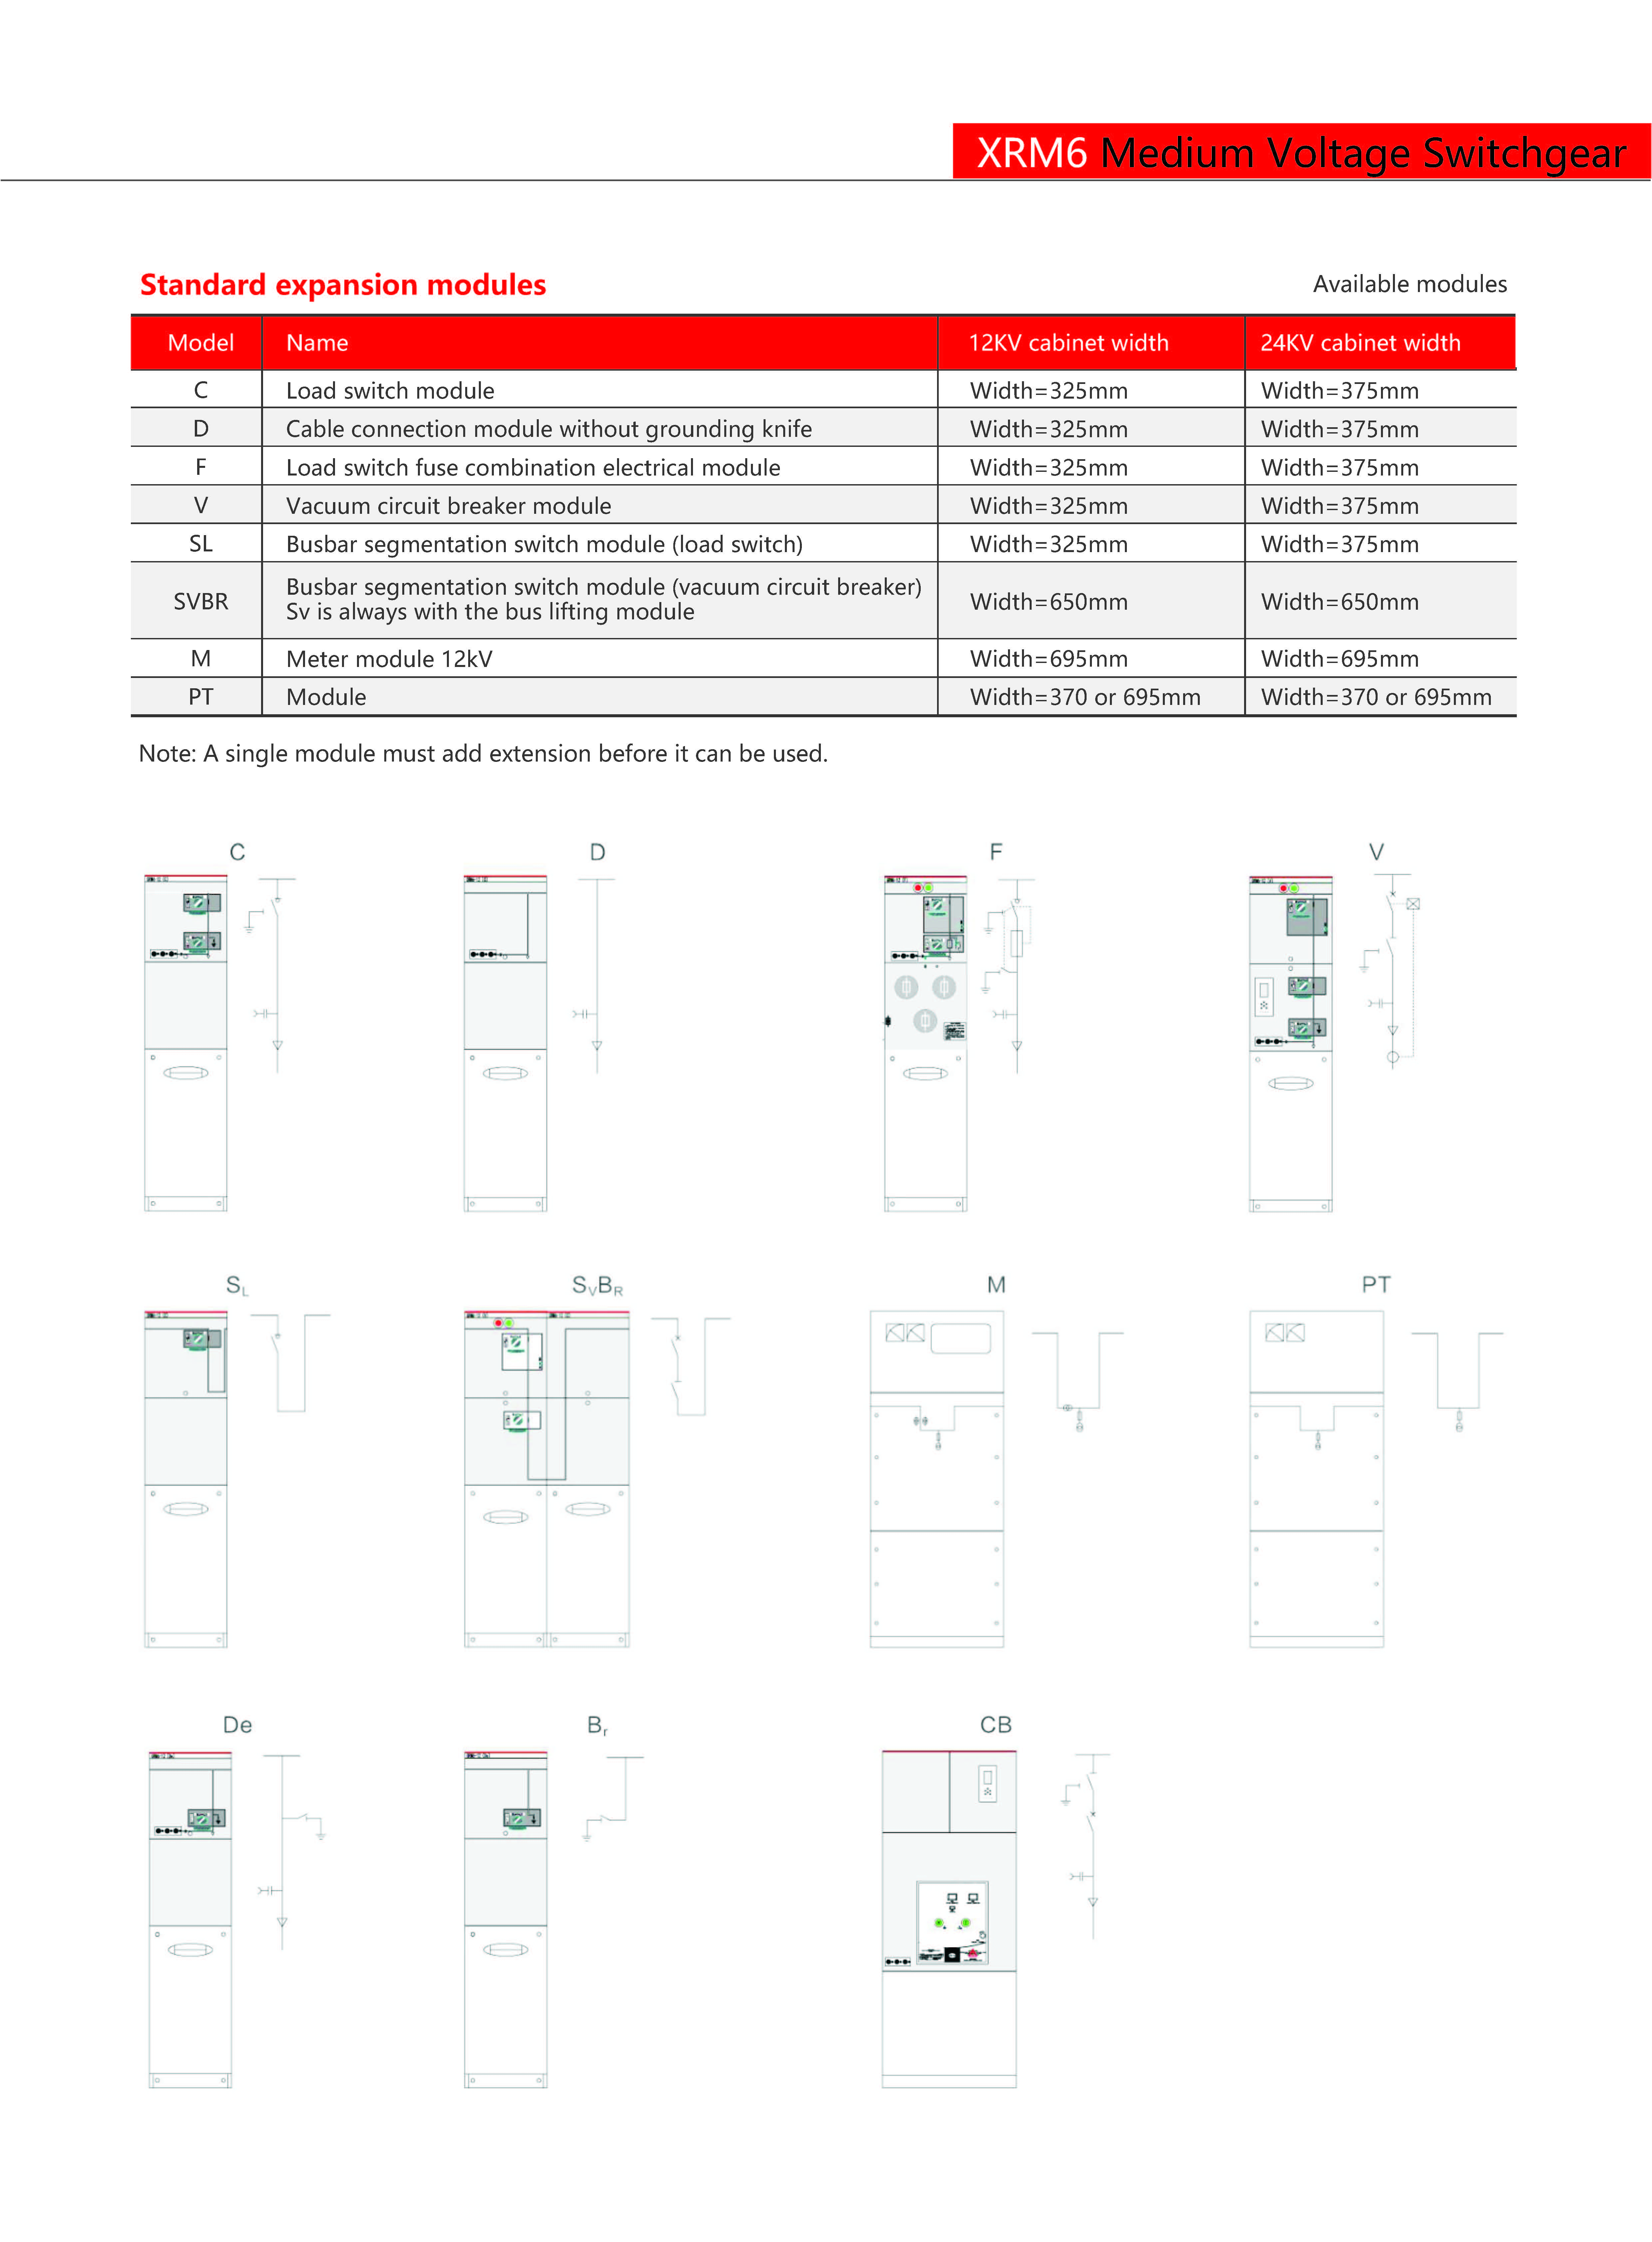 XRM6 Medium Voltage Switchgear
Standard expansion modules
Available modules
Model Name 12KV cabinet width 24KV cabinet width
C Load switch module Width=325mm Width=375mm
D Cable connection module without grounding knife Width=325mm Width=375mm
F Load switch fuse combination electrical module Width=325mm Width=375mm
V Vacuum circuit breaker module Width=325mm Width=375mm
SL Busbar segmentation switch module (load switch) Width=325mm Width=375mm
SVBR Busbar segmentation switch module (vacuum circuit breaker) Width=650mm Width=650mm
Sv is always with the bus lifting module
M Meter module 12kV Width=695mm Width=695mm
PT Module Width=370 or 695mm Width=370 or 695mm
Note: A single module must add extension before it can be used.
C D F V
SL SVBR M PT
De Br CB